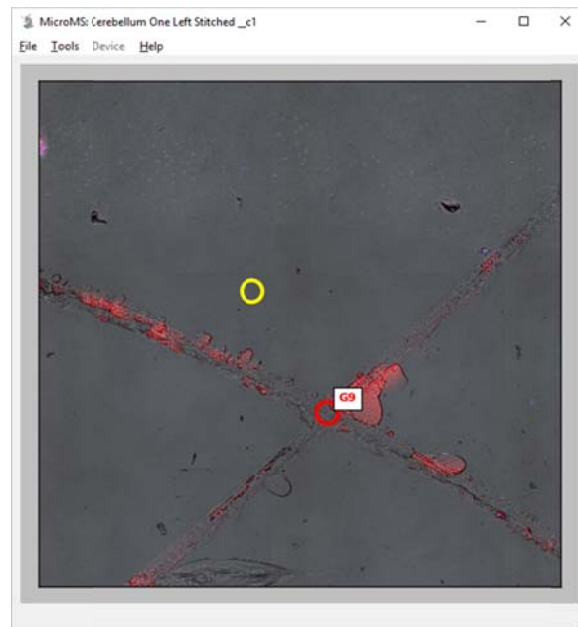 MicroMS: Cerebellum One Left Stitched _c1
File Tools Device Help
G9